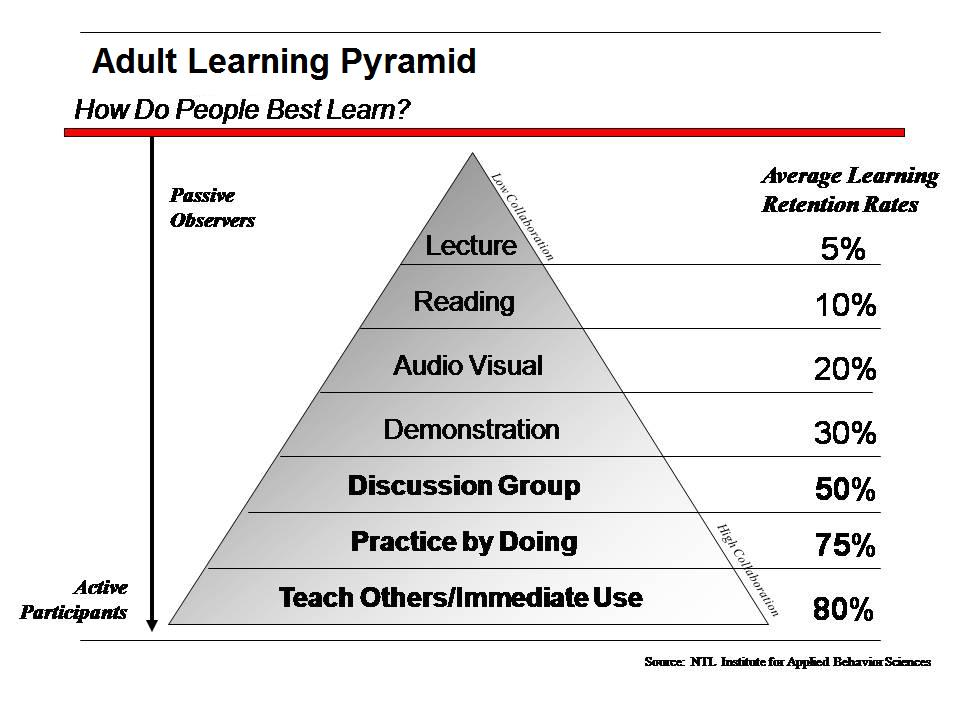 Adult Learning Pyramid
How Do People Best Learn?
Average Learning
Retention Rates
Passive
Observers
Low Collaboration
Lecture 5%
Reading 10%
Audio Visual 20%
Demonstration 30%
Discussion Group 50%
Practice by Doing 75%
High Collaboration
Active
Participants
Teach Others/Immediate Use 80%
Source: NTL Institute for Applied Behavior Sciences